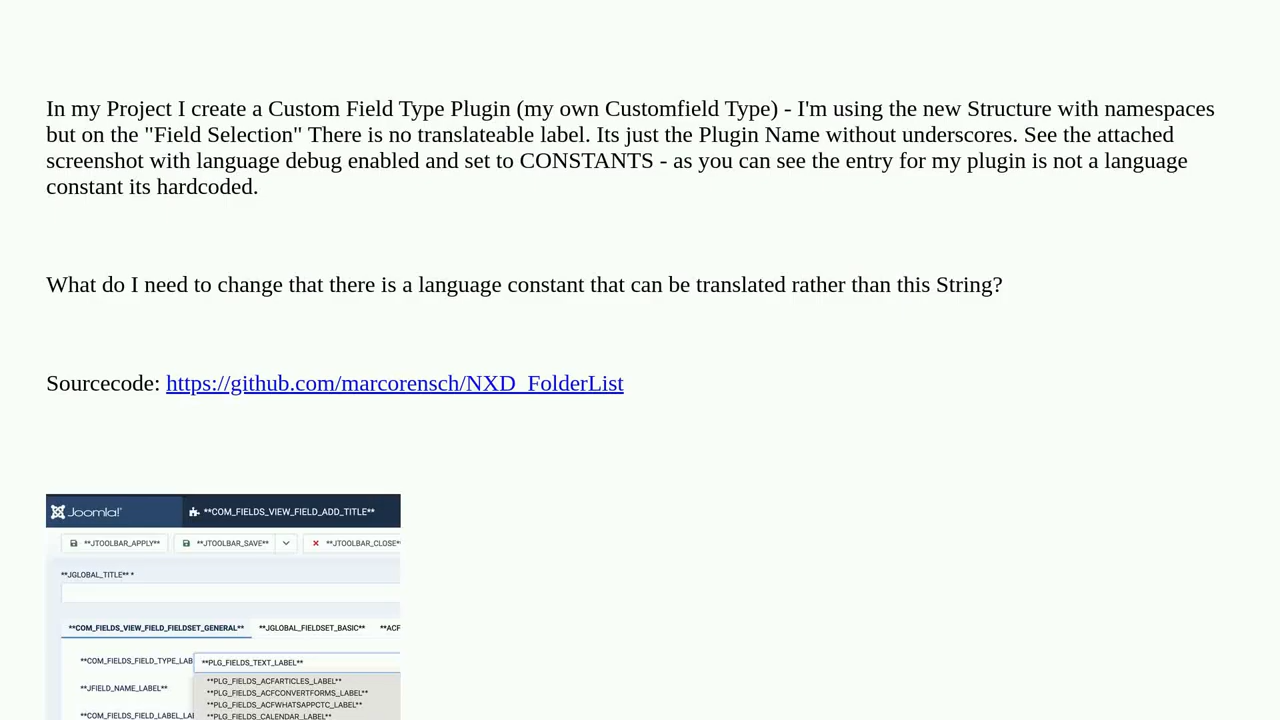 In my Project I create a Custom Field Type Plugin (my own Customfield Type) - I'm using the new Structure with namespaces
but on the "Field Selection" There is no translateable label. Its just the Plugin Name without underscores. See the attached
screenshot with language debug enabled and set to CONSTANTS - as you can see the entry for my plugin is not a language
constant its hardcoded.
What do I need to change that there is a language constant that can be translated rather than this String?
Sourcecode: https://github.com/marcorensch/NXD_FolderList
Joomla!® **COM_FIELDS_VIEW_FIELD_ADD_TITLE**
**JTOOLBAR_APPLY** **JTOOLBAR_SAVE** **JTOOLBAR_CLOSE*
**JGLOBAL_TITLE** *
**COM_FIELDS_VIEW_FIELD_FIELDSET_GENERAL** **JGLOBAL_FIELDSET_BASIC** **ACF
**COM_FIELDS_FIELD_TYPE_LAB **PLG_FIELDS_TEXT_LABEL**
**PLG_FIELDS_ACFARTICLES_LABEL**
**JFIELD_NAME_LABEL** **PLG_FIELDS_ACFCONVERTFORMS_LABEL**
**PLG_FIELDS_ACFWHATSAPPCTC_LABEL**
**COM_FIELDS_FIELD_LABEL_LA **PLG_FIELDS_CALENDAR_LABEL**